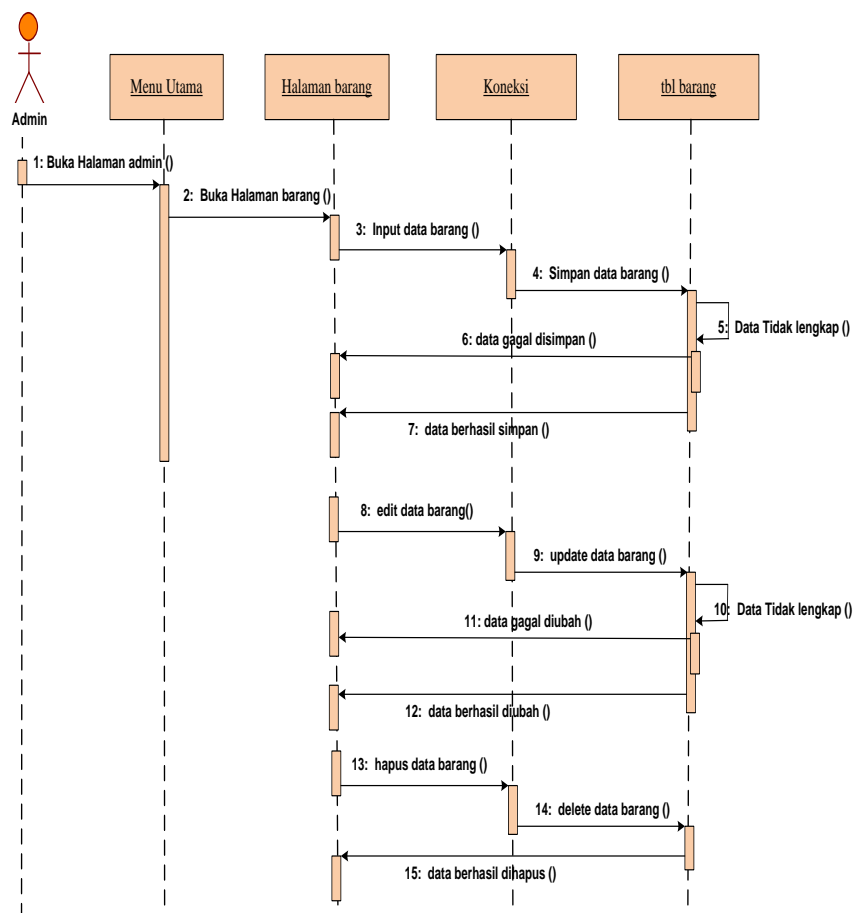 Menu Utama
Halaman barang
Koneksi
tbl barang
Admin
1: Buka Halaman admin ()
2: Buka Halaman barang ()
3: Input data barang ()
4: Simpan data barang ()
5: Data Tidak lengkap ()
6: data gagal disimpan ()
7: data berhasil simpan ()
8: edit data barang()
9: update data barang ()
10: Data Tidak lengkap ()
11: data gagal diubah ()
12: data berhasil diubah ()
13: hapus data barang ()
14: delete data barang ()
15: data berhasil dihapus ()